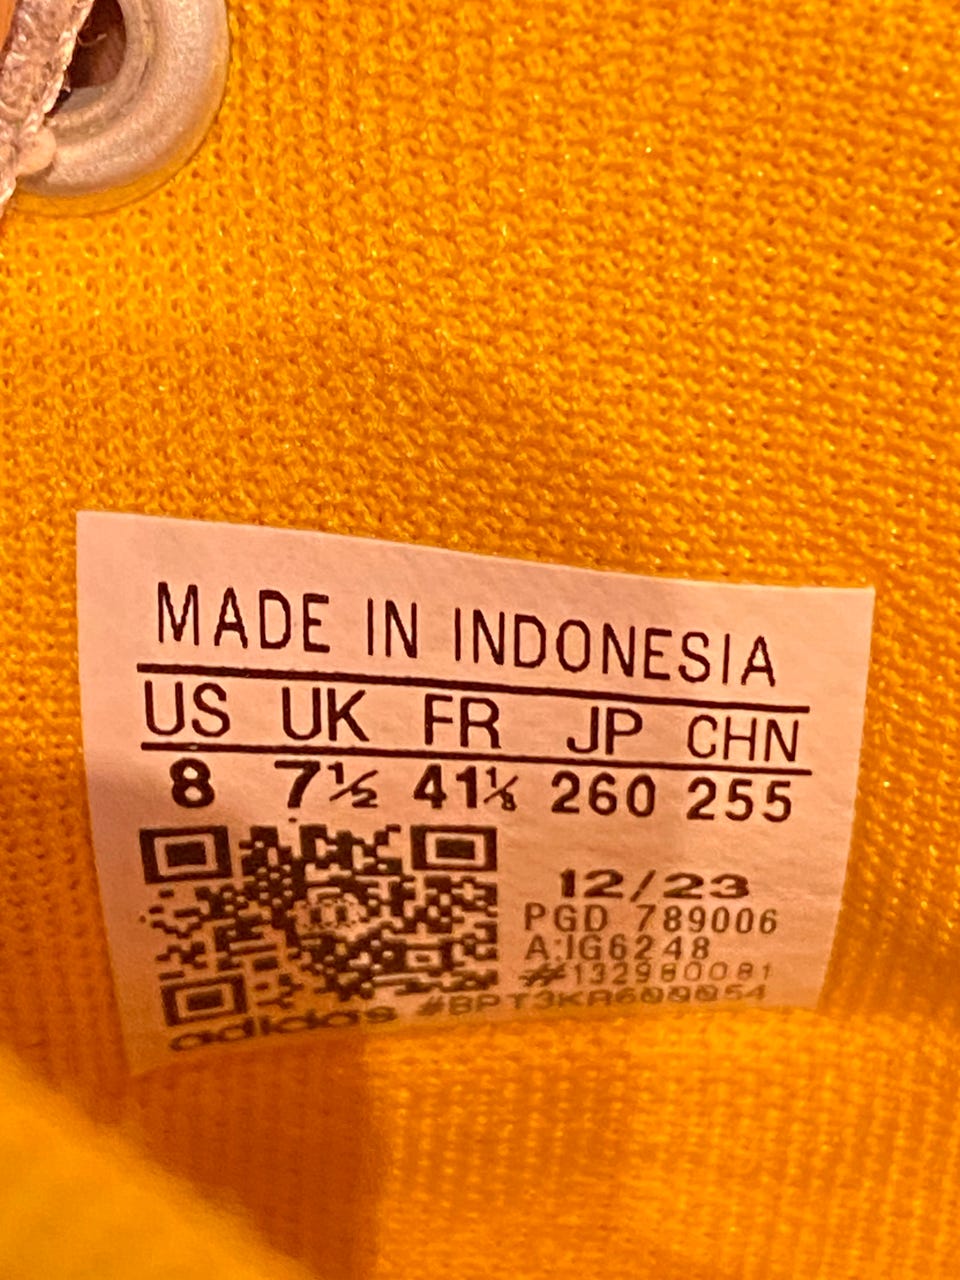 MADE IN INDONESIA
US UK FR JP CHN
8 7½ 41⅓ 260 255
12/23
PGD 789006
A:IG6248
#132980081
adidas